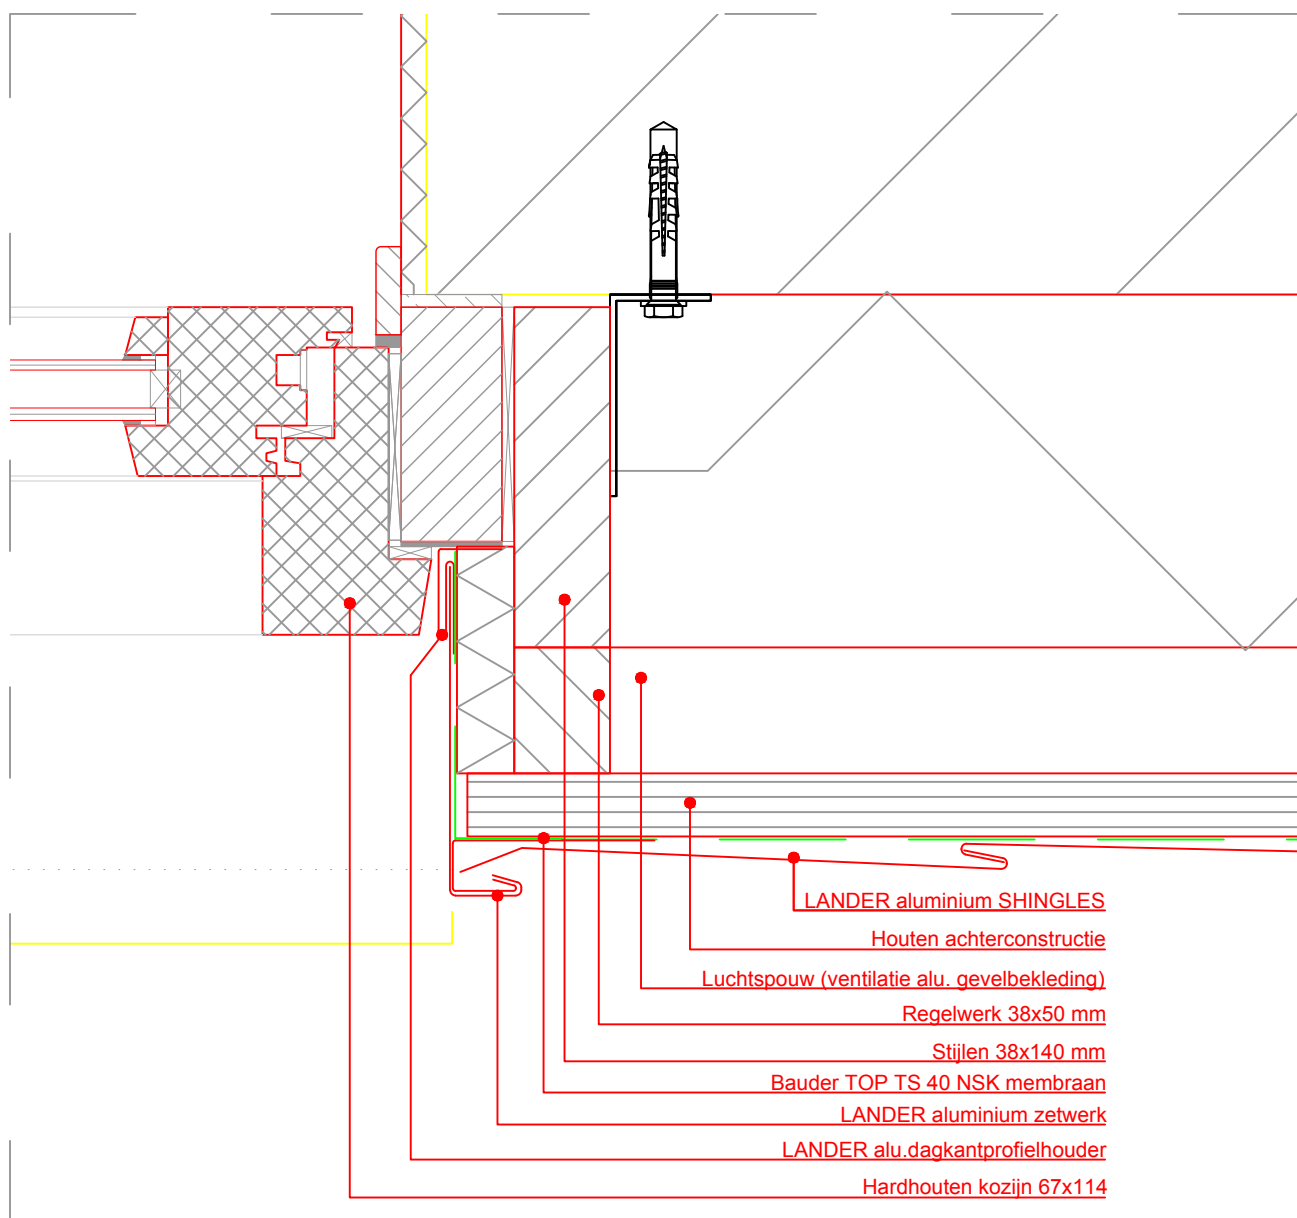 LANDER aluminium SHINGLES
Houten achterconstructie
Luchtspouw (ventilatie alu. gevelbekleding)
Regelwerk 38x50 mm
Stijlen 38x140 mm
Bauder TOP TS 40 NSK membraan
LANDER aluminium zetwerk
LANDER alu.dagkantprofielhouder
Hardhouten kozijn 67x114